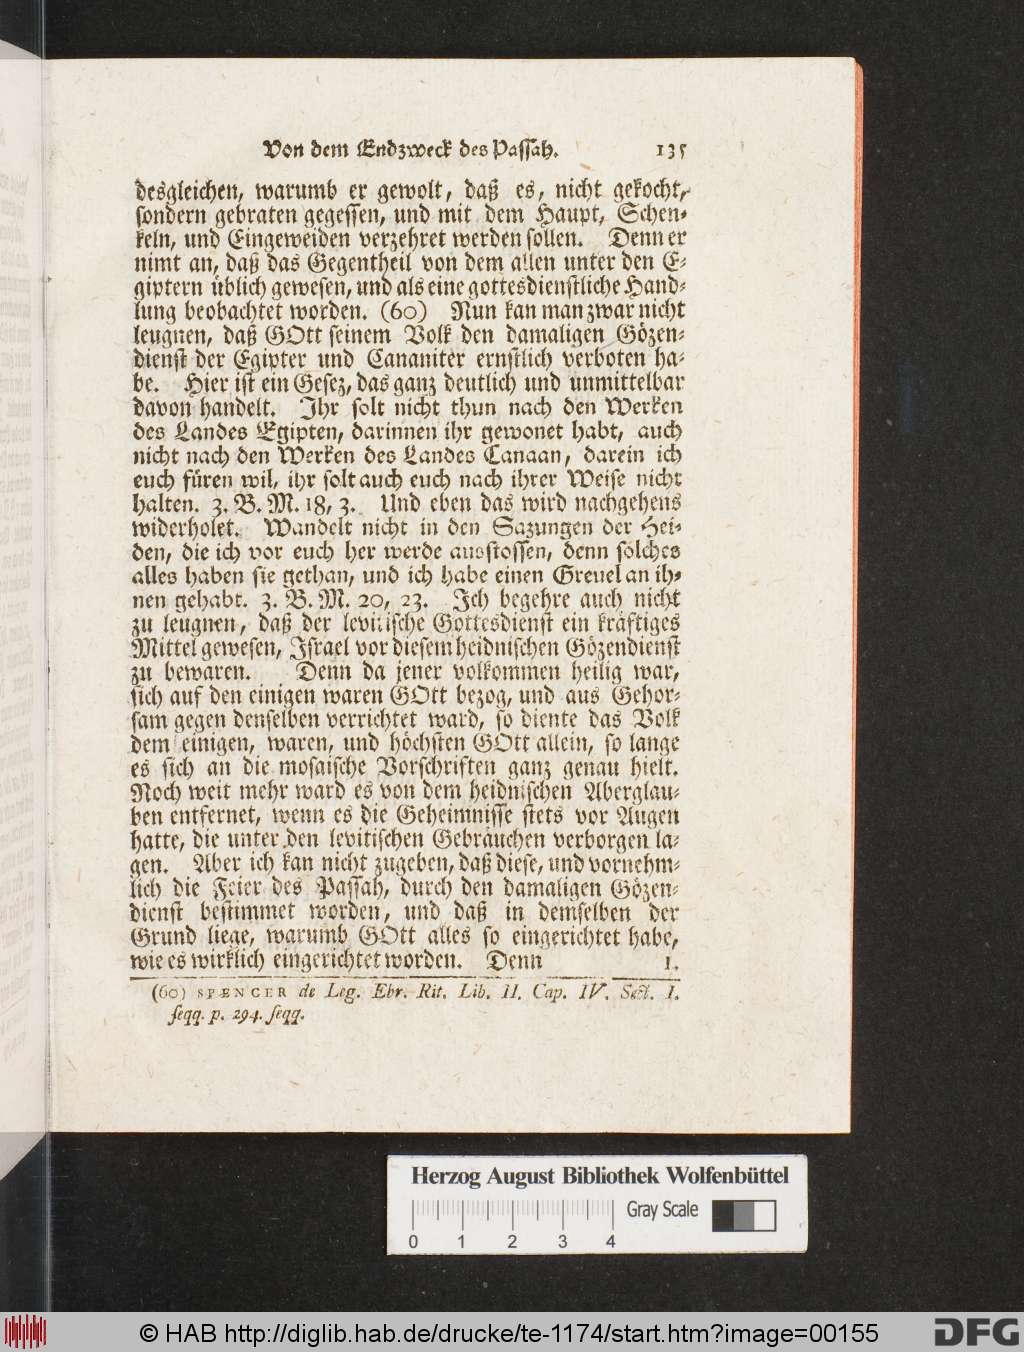 Von dem Endzweck des Passah. 135
desgleichen, warumb er gewolt, daß es, nicht gekocht,
sondern gebraten gegessen, und mit dem Haupt, Schen-
keln, und Eingeweiden verzehret werden sollen. Denn er
nimt an, daß das Gegentheil von dem allen unter den E-
giptern üblich gewesen, und als eine gottesdienstliche Hand-
lung beobachtet worden. (60) Nun kan man zwar nicht
leugnen, daß GOtt seinem Volk den damaligen Gözen-
dienst der Egipter und Cananiter ernstlich verboten ha-
be. Hier ist ein Gesez, das ganz deutlich und unmittelbar
davon handelt. Ihr solt nicht thun nach den Werken
des Landes Egipten, darinnen ihr gewonet habt, auch
nicht nach den Werken des Landes Canaan, darein ich
euch füren wil, ihr solt auch euch nach ihrer Weise nicht
halten. 3. B. M. 18, 3. Und eben das wird nachgehens
widerholet. Wandelt nicht in den Sazungen der Hei-
den, die ich vor euch her werde ausstossen, denn solches
alles haben sie gethan, und ich habe einen Greuel an ih-
nen gehabt. 3. B. M. 20, 23. Ich begehre auch nicht
zu leugnen, daß der levitische Gottesdienst ein kräftiges
Mittel gewesen, Israel vor diesem heidnischen Gözendienst
zu bewaren. Denn da jener volkommen heilig war,
sich auf den einigen waren GOtt bezog, und aus Gehor-
sam gegen denselben verrichtet ward, so diente das Volk
dem einigen, waren, und höchsten GOtt allein, so lange
es sich an die mosaische Vorschriften ganz genau hielt.
Noch weit mehr ward es von dem heidnischen Aberglau-
ben entfernet, wenn es die Geheimnisse stets vor Augen
hatte, die unter den levitischen Gebräuchen verborgen la-
gen. Aber ich kan nicht zugeben, daß diese, und vornehm-
lich die Feier des Passah, durch den damaligen Gözen-
dienst bestimmet worden, und daß in demselben der
Grund liege, warumb GOtt alles so eingerichtet habe,
wie es wirklich eingerichtet worden. Denn 1.
(60) SPÆNCER de Leg. Ebr. Rit. Lib. II. Cap. IV. Sect. I.
seqq. p. 294. seqq.
Herzog August Bibliothek Wolfenbüttel
Gray Scale
0 1 2 3 4
© HAB http://diglib.hab.de/drucke/te-1174/start.htm?image=00155
DFG